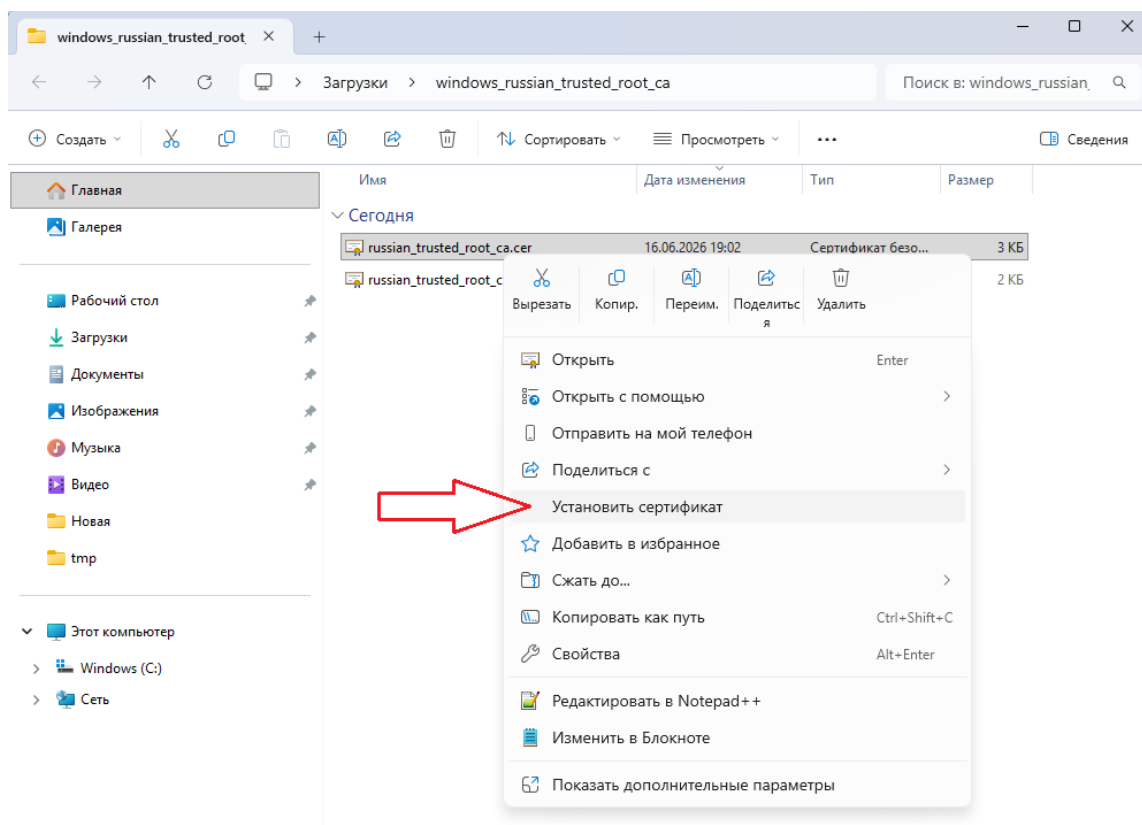 windows_russian_trusted_root_
Загрузки > windows_russian_trusted_root_ca
Поиск в: windows_russian_
Создать
Сортировать
Просмотреть
Сведения
Имя
Дата изменения
Тип
Размер
Главная
Галерея
Рабочий стол
Загрузки
Документы
Изображения
Музыка
Видео
Новая
tmp
Этот компьютер
Windows (C:)
Сеть
Сегодня
russian_trusted_root_ca.cer 16.06.2026 19:02 Сертификат безо... 3 КБ
russian_trusted_root_c 2 КБ
Вырезать
Копир.
Переим.
Поделитьс
я
Удалить
Открыть Enter
Открыть с помощью
Отправить на мой телефон
Поделиться с
Установить сертификат
Добавить в избранное
Сжать до...
Копировать как путь Ctrl+Shift+C
Свойства Alt+Enter
Редактировать в Notepad++
Изменить в Блокноте
Показать дополнительные параметры